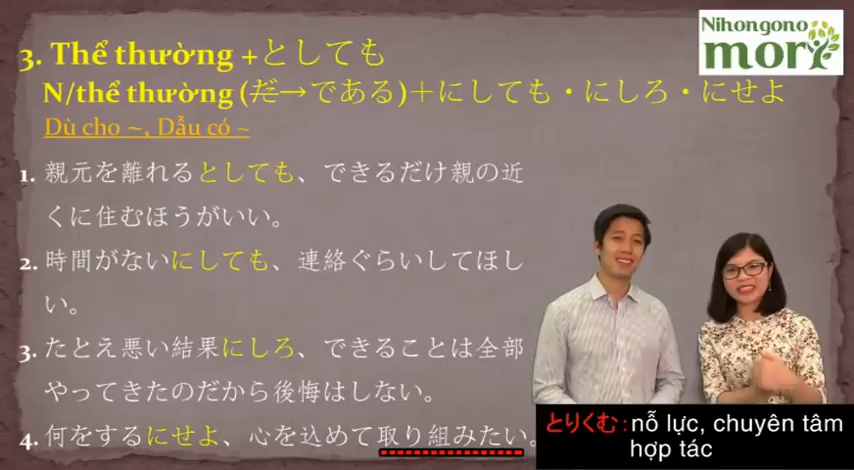 Nihongono
mori
3. Thể thường +としても
N/thể thường (だ→である)＋にしても・にしろ・にせよ
Dù cho ~, Dẫu có ~
1. 親元を離れるとしても、できるだけ親の近
くに住むほうがいい。
2. 時間がないにしても、連絡ぐらいしてほし
い。
3. たとえ悪い結果にしろ、できることは全部
やってきたのだから後悔はしない。
4. 何をするにせよ、心を込めて取り組みたい。
とりくむ：nỗ lực, chuyên tâm
hợp tác